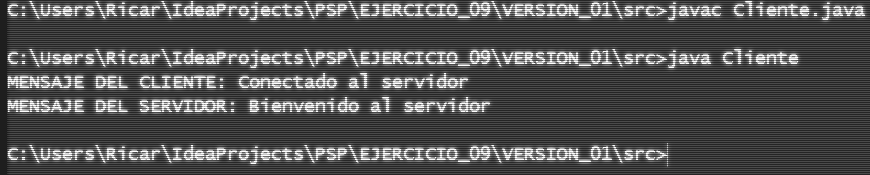 C:\Users\Ricar\IdeaProjects\PSP\EJERCICIO_09\VERSION_01\src>javac Cliente.java
C:\Users\Ricar\IdeaProjects\PSP\EJERCICIO_09\VERSION_01\src>java Cliente
MENSAJE DEL CLIENTE: Conectado al servidor
MENSAJE DEL SERVIDOR: Bienvenido al servidor
C:\Users\Ricar\IdeaProjects\PSP\EJERCICIO_09\VERSION_01\src>